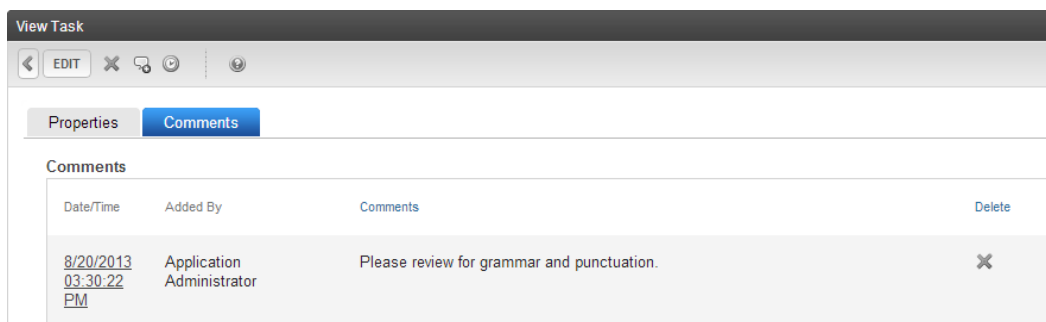 View Task
EDIT
Properties Comments
Comments
Date/Time Added By Comments Delete
8/20/2013 Application Please review for grammar and punctuation.
03:30:22 Administrator
PM